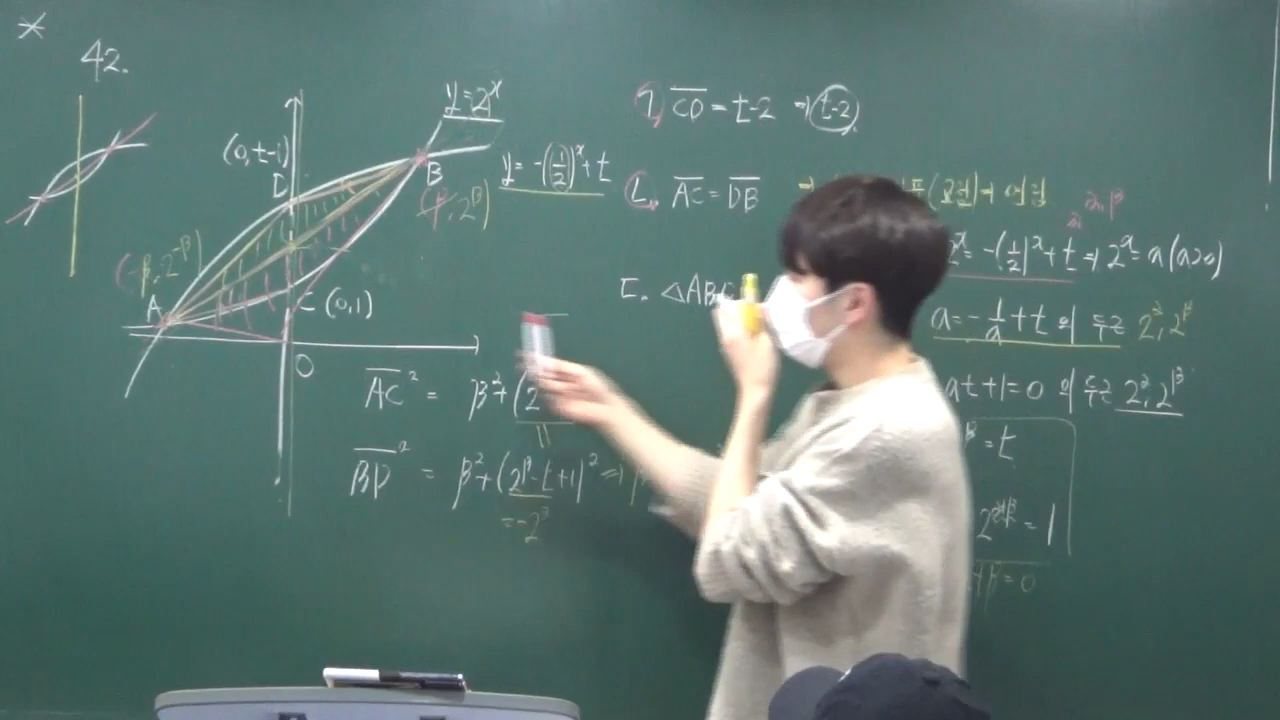 42.
y=2^x
(0,t-1)
D
B
y=-(1/2)^x+t
(β,2^β)
(-β,2^-β)
A
C (0,1)
O
ㄱ, CD = t-2 ⇒ t-2
ㄴ, AC = DB
ㄷ. △AB
2^x = -(1/2)^x+t ⇒ 2^x = a (a>0)
a = -1/a + t 의 두근 2^α, 2^β
at+1=0 의 두근 2^α, 2^β
β = t
= 1
β=0
AC² = β²+(2
BD² = β²+(2^β-t+1)² ⇒
= -2^-β